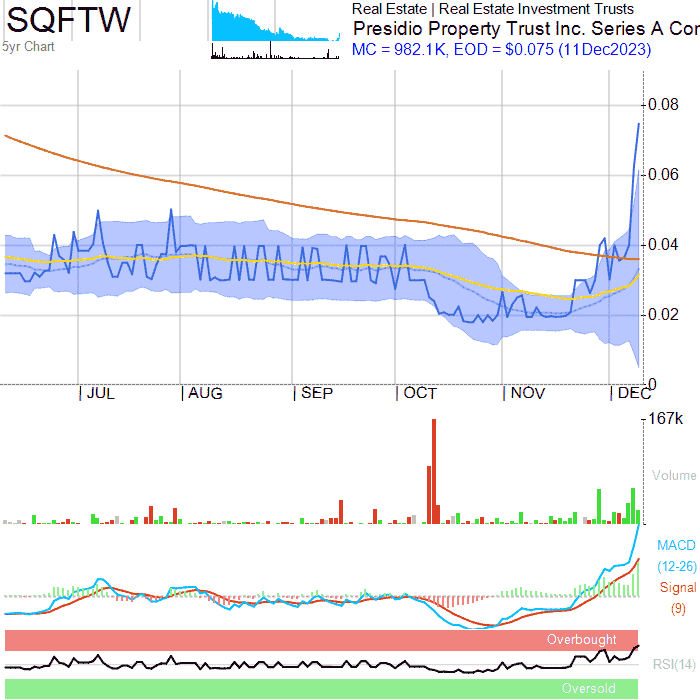 SQFTW
5yr Chart
Real Estate | Real Estate Investment Trusts
Presidio Property Trust Inc. Series A Cor
MC = 982.1K, EOD = $0.075 (11Dec2023)
0.08
0.06
0.04
0.02
0
JUL AUG SEP OCT NOV DEC
167k
Volume
MACD
(12-26)
Signal
(9)
Overbought
RSI(14)
Oversold